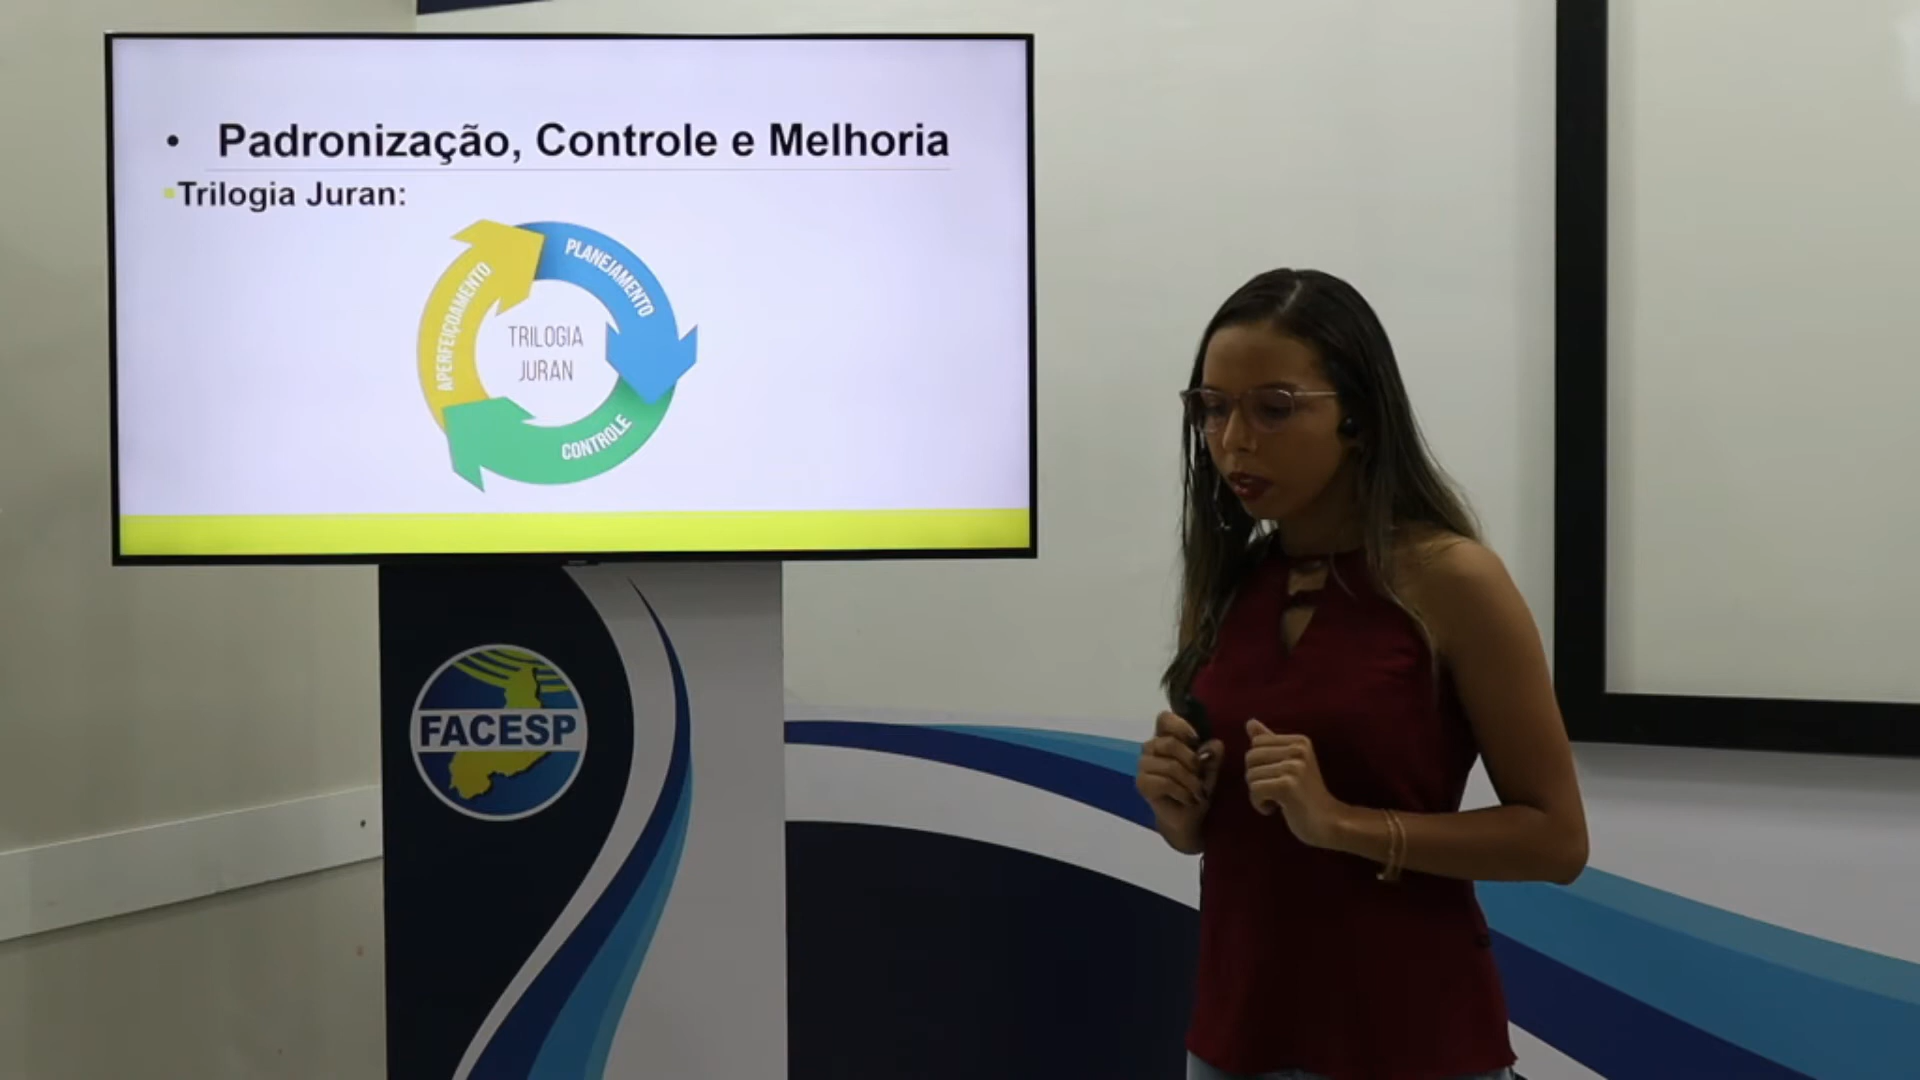 • Padronização, Controle e Melhoria
Trilogia Juran:
PLANEJAMENTO
APERFEIÇOAMENTO
TRILOGIA
JURAN
CONTROLE
FACESP